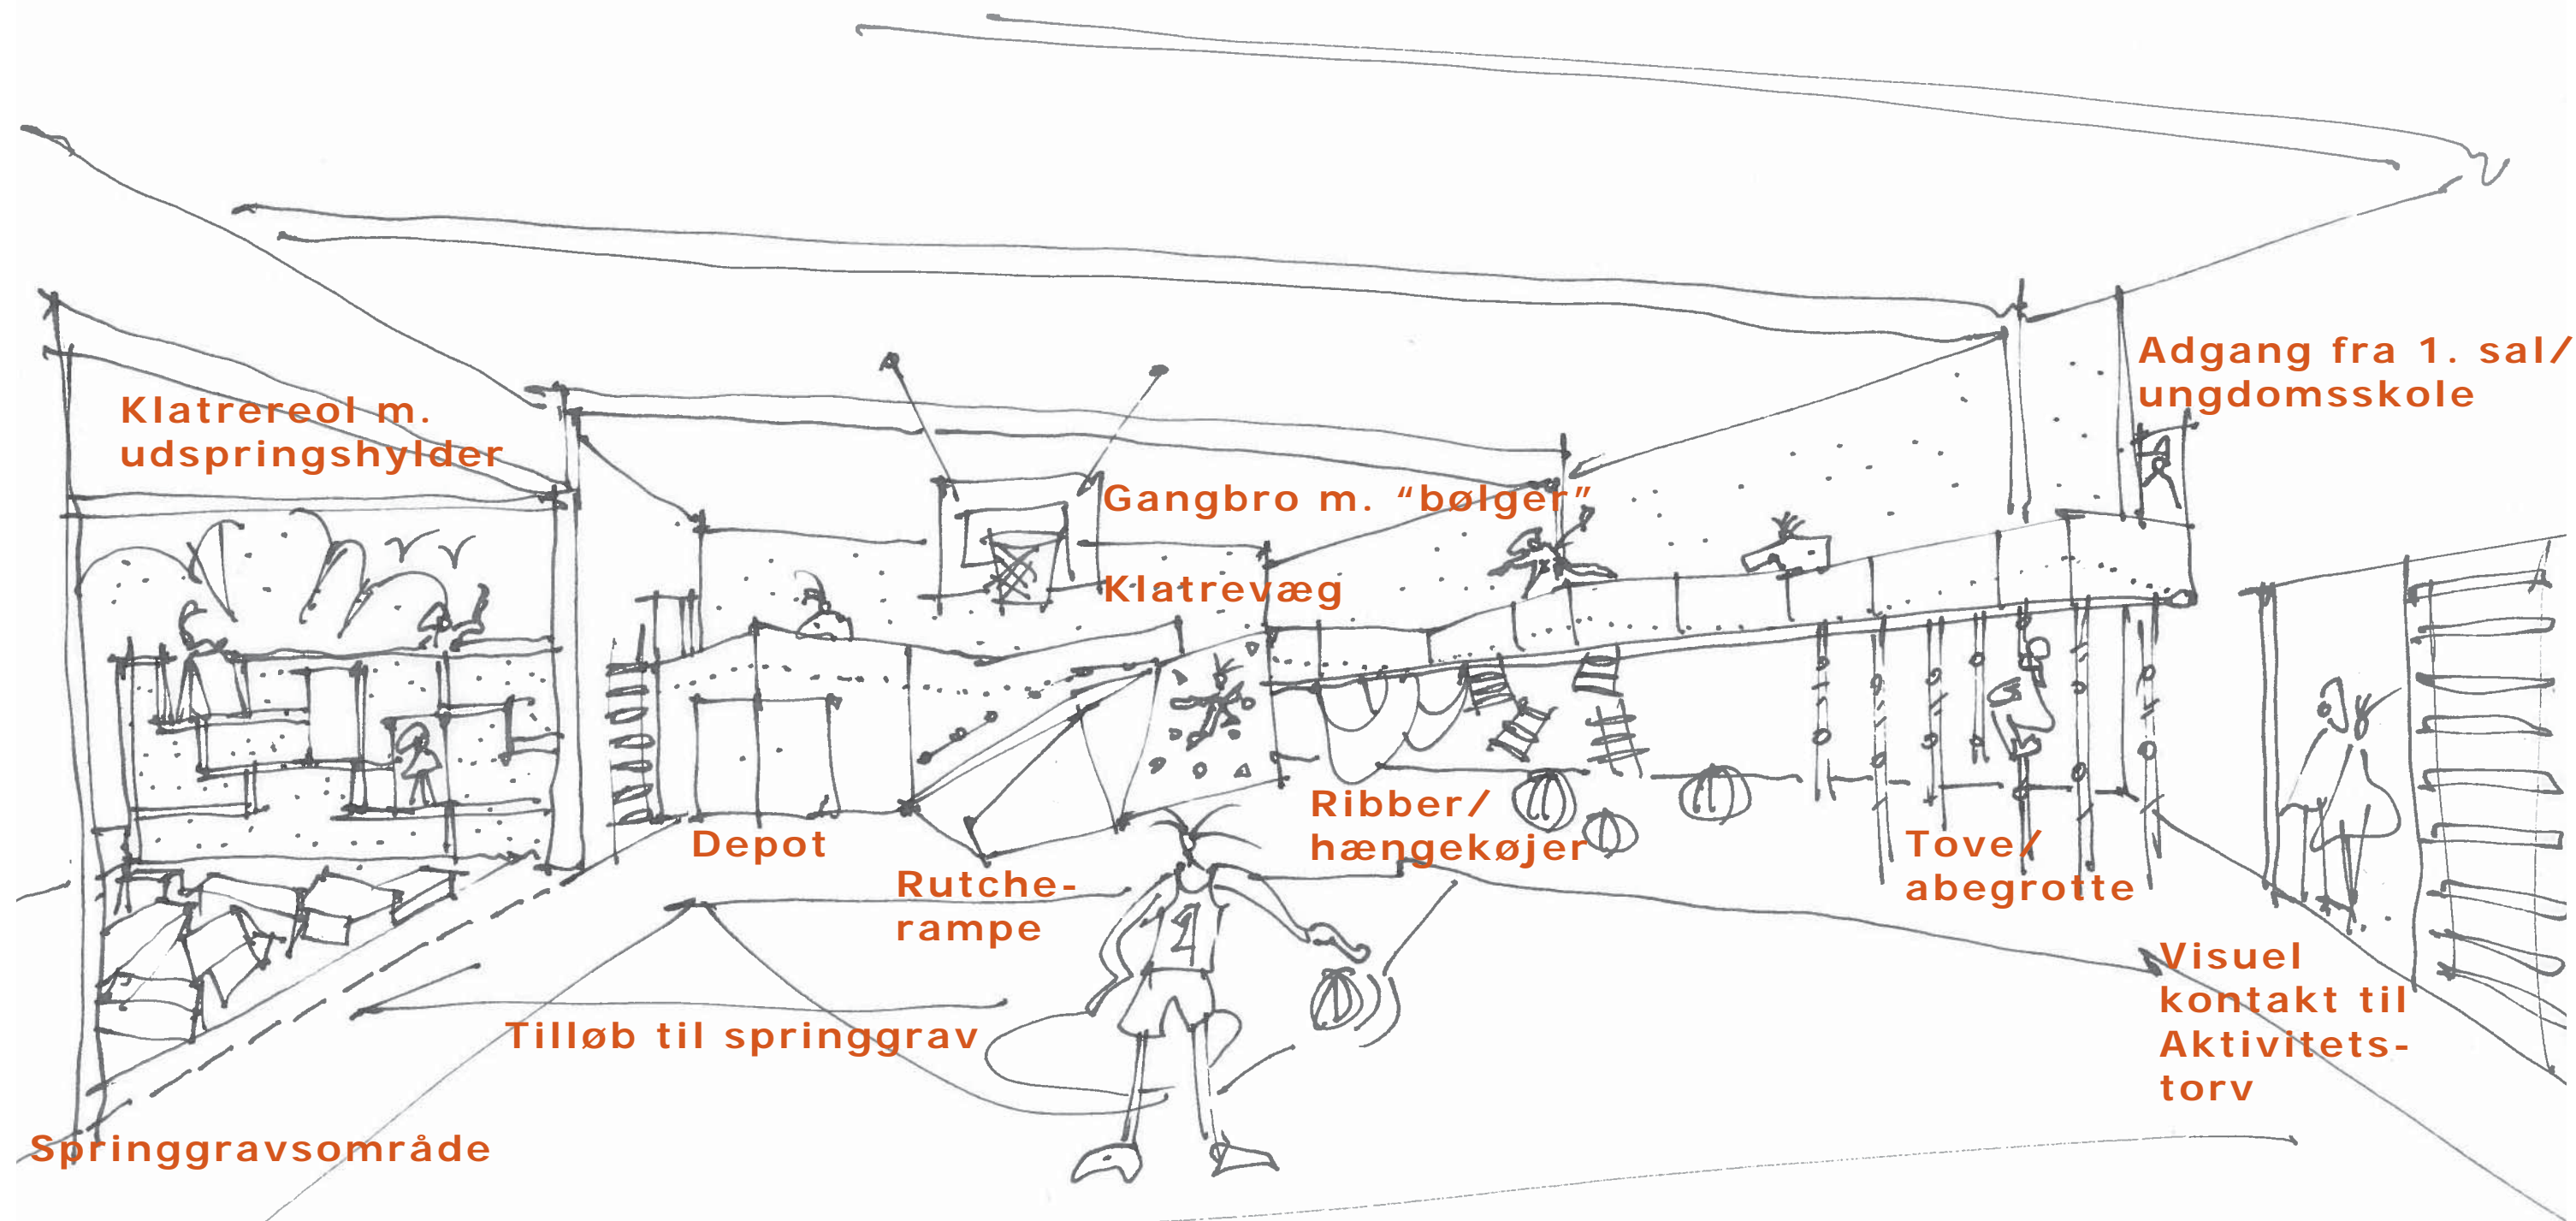 Adgang fra 1. sal/
ungdomsskole
Klatrereol m.
udspringshylder
Gangbro m. “bølger”
Klatrevæg
Ribber/
hængekøjer
Depot
Tove/
abegrotte
Rutche-
rampe
Visuel
kontakt til
Aktivitets-
torv
Tilløb til springgrav
Springgravsområde
1